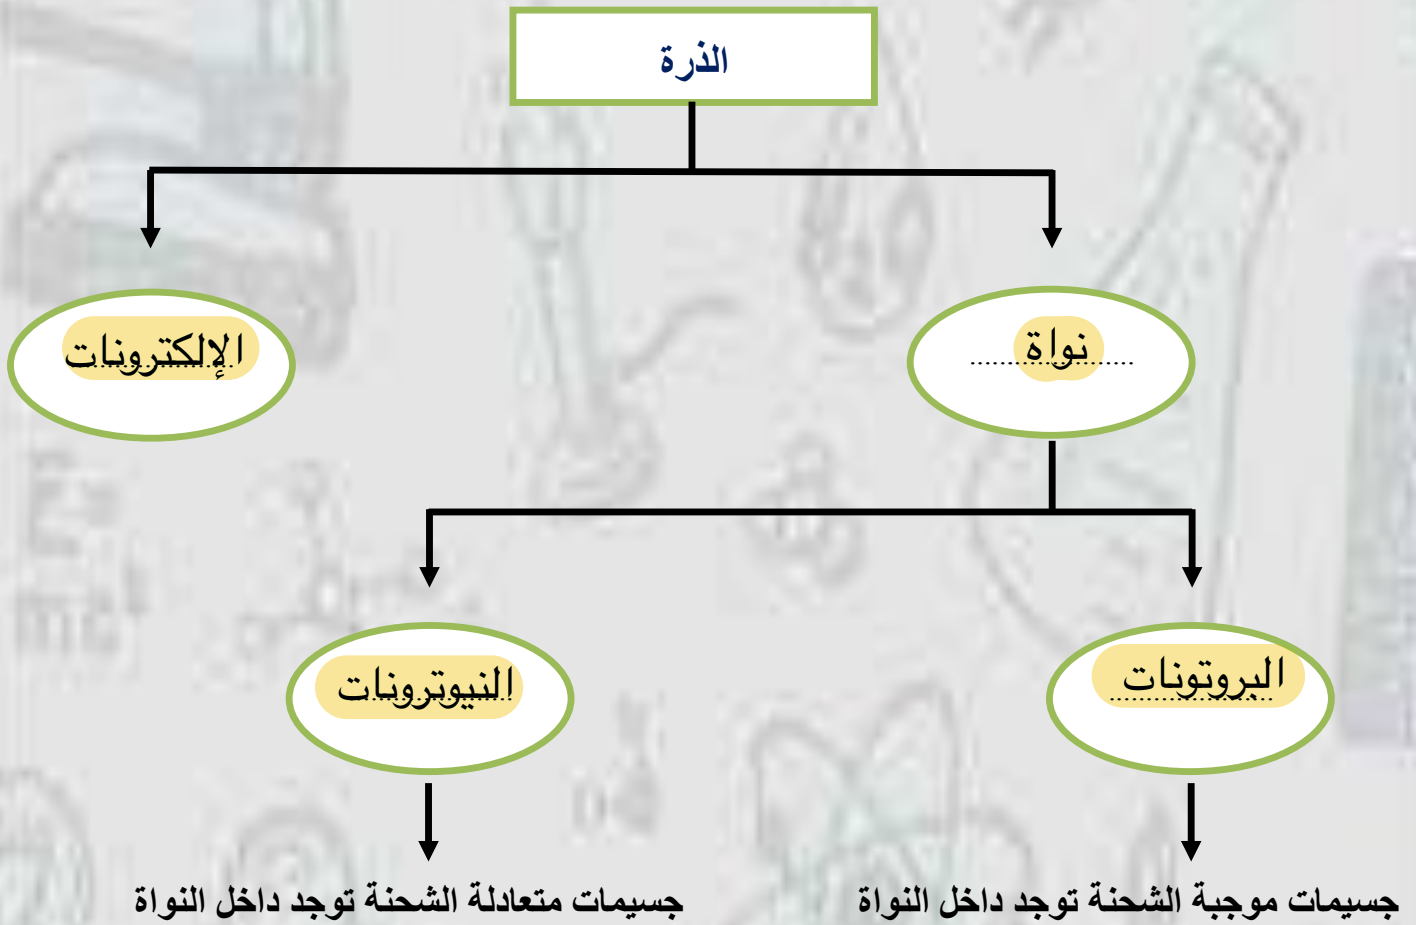 الذرة
نواة
الإلكترونات
البروتونات
النيوترونات
جسيمات موجبة الشحنة توجد داخل النواة
جسيمات متعادلة الشحنة توجد داخل النواة